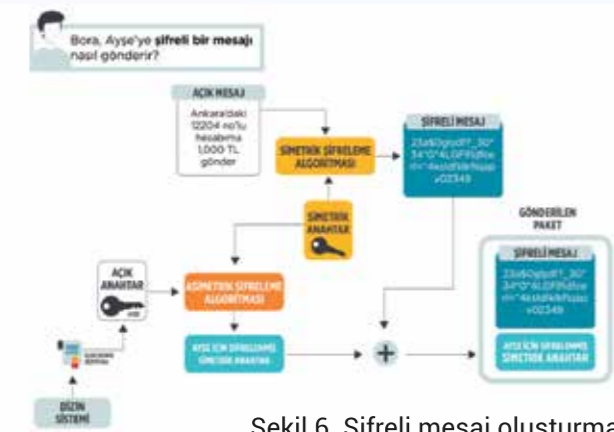 Bora, Ayşe'ye şifreli bir mesajı
nasıl gönderir?
AÇIK MESAJ
Ankara'daki
12204 no'lu
hesabıma
1.000 TL
gönder
SİMETRİK ŞİFRELEME
ALGORİTMASI
ŞİFRELİ MESAJ
SİMETRİK
ANAHTAR
GÖNDERİLEN
PAKET
ŞİFRELİ MESAJ
AÇIK
ANAHTAR
ASİMETRİK ŞİFRELEME
ALGORİTMASI
AYŞE İÇİN ŞİFRELENMİŞ
SİMETRİK ANAHTAR
+
AYŞE İÇİN ŞİFRELENMİŞ
SİMETRİK ANAHTAR
DİZİN
SİSTEMİ
Şekil 6. Şifreli mesaj oluşturma